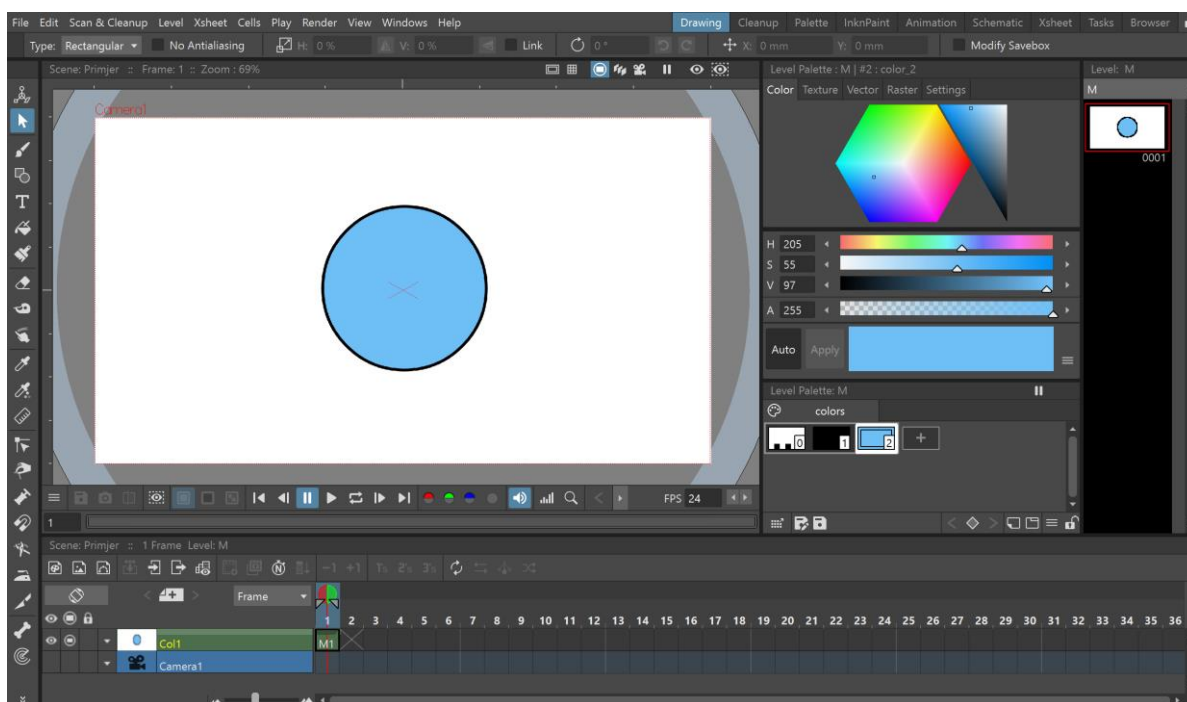 File Edit Scan & Cleanup Level Xsheet Cells Play Render View Windows Help Drawing Cleanup Palette InknPaint Animation Schematic Xsheet Tasks Browser
Type: Rectangular No Antialiasing H: 0 % V: 0 % Link 0 ° X: 0 mm Y: 0 mm Modify Savebox
Scene: Primjer :: Frame: 1 :: Zoom : 69% Level Palette : M | #2 : color_2 Level: M
Color Texture Vector Raster Settings M
Camera1
0001
H 205
S 55
V 97
A 255
Auto Apply
Level Palette: M
colors
0 1 2 +
FPS 24
1
Scene: Primjer :: 1 Frame Level: M
-1 +1 1's 2's 3's
Frame
1 2 3 4 5 6 7 8 9 10 11 12 13 14 15 16 17 18 19 20 21 22 23 24 25 26 27 28 29 30 31 32 33 34 35 36
Col1 M1
Camera1